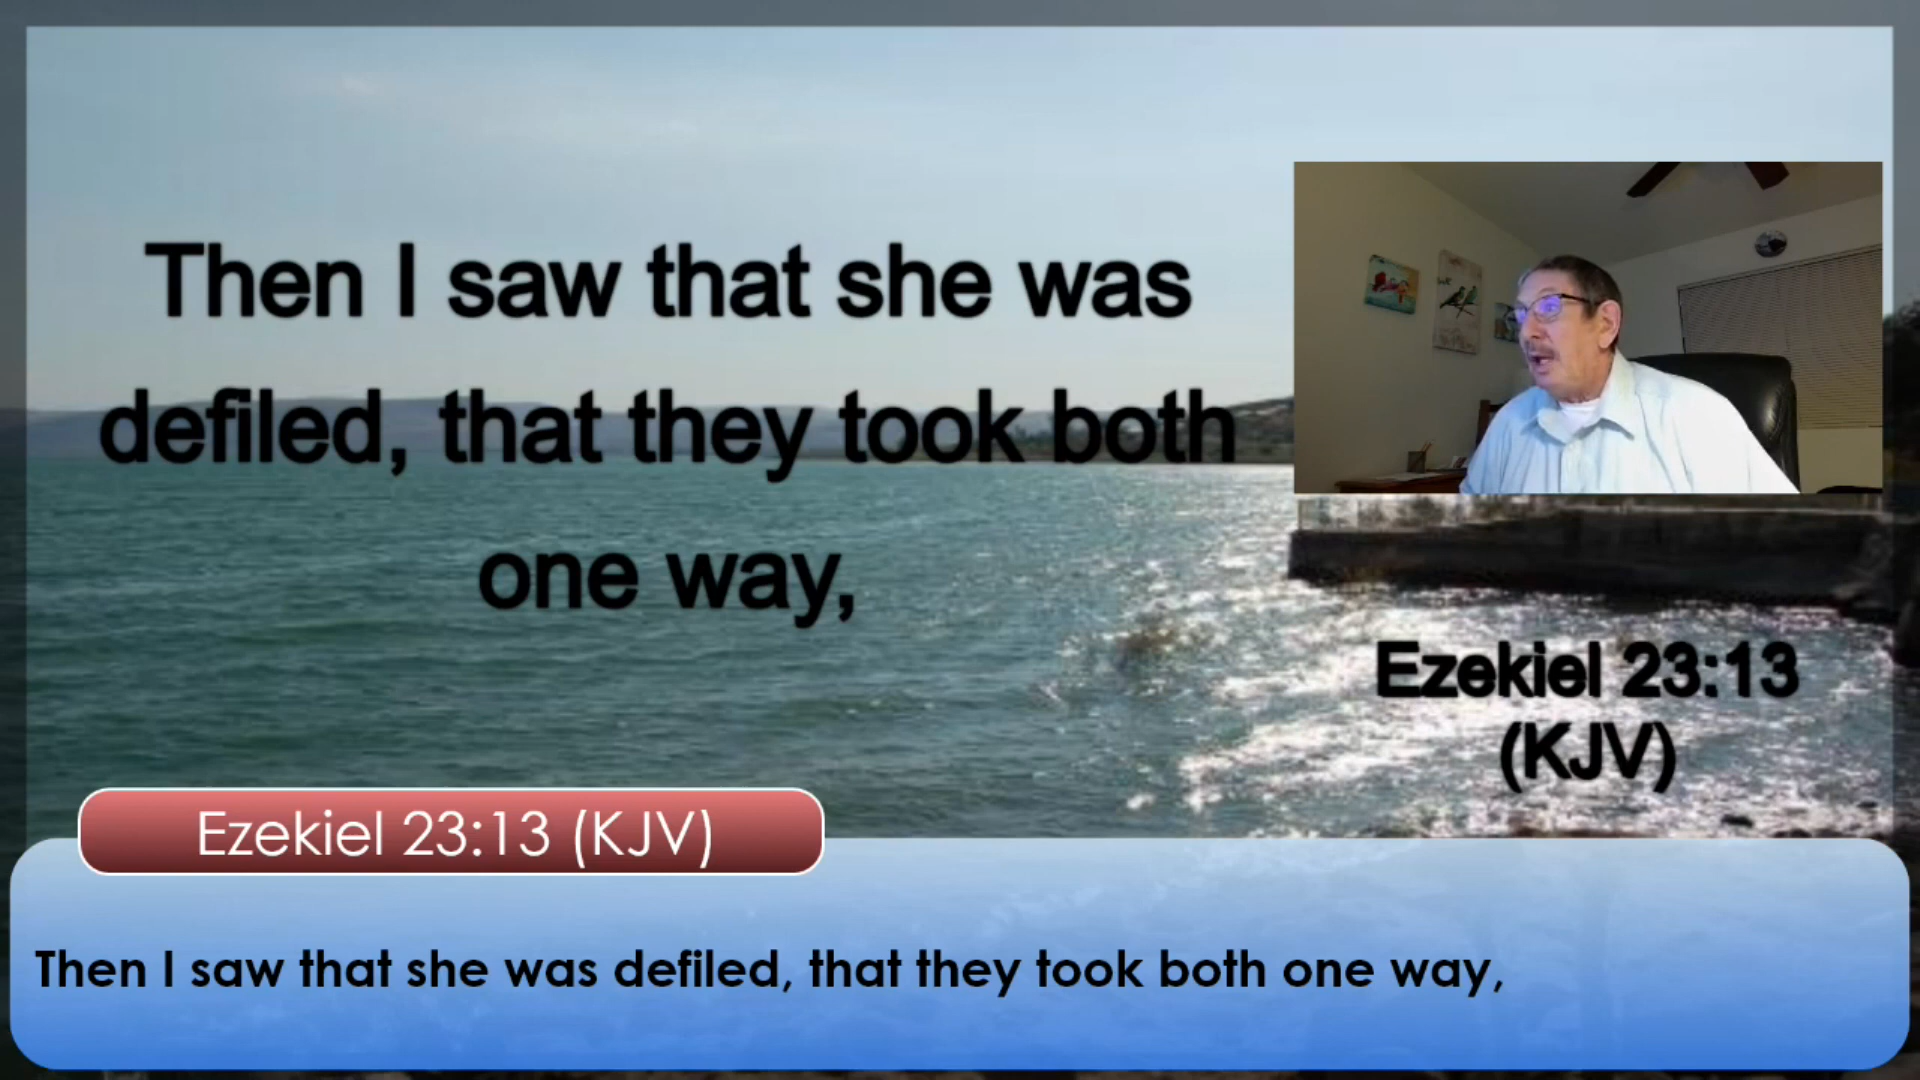 Then I saw that she was
defiled, that they took both
one way,
Ezekiel 23:13
(KJV)
Ezekiel 23:13 (KJV)
Then I saw that she was defiled, that they took both one way,